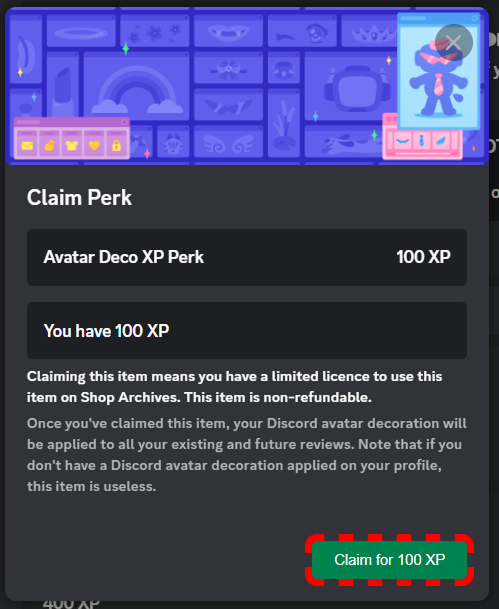 Claim Perk
Avatar Deco XP Perk 100 XP
You have 100 XP
Claiming this item means you have a limited licence to use this
item on Shop Archives. This item is non-refundable.
Once you've claimed this item, your Discord avatar decoration will
be applied to all your existing and future reviews. Note that if you
don't have a Discord avatar decoration applied on your profile,
this item is useless.
Claim for 100 XP
400 XP